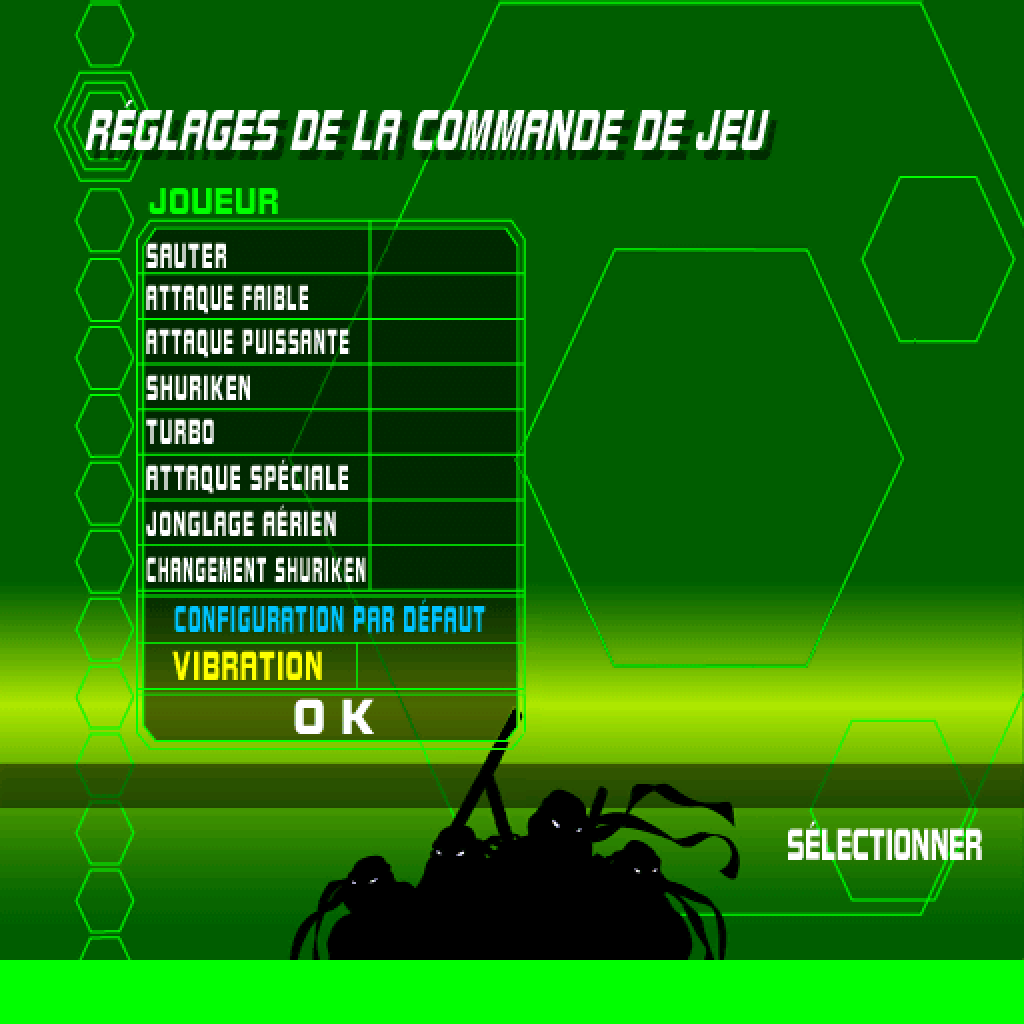 RÉGLAGES DE LA COMMANDE DE JEU
JOUEUR
SAUTER
ATTAQUE FAIBLE
ATTAQUE PUISSANTE
SHURIKEN
TURBO
ATTAQUE SPÉCIALE
JONGLAGE AÉRIEN
CHANGEMENT SHURIKEN
CONFIGURATION PAR DÉFAUT
VIBRATION
OK
SÉLECTIONNER